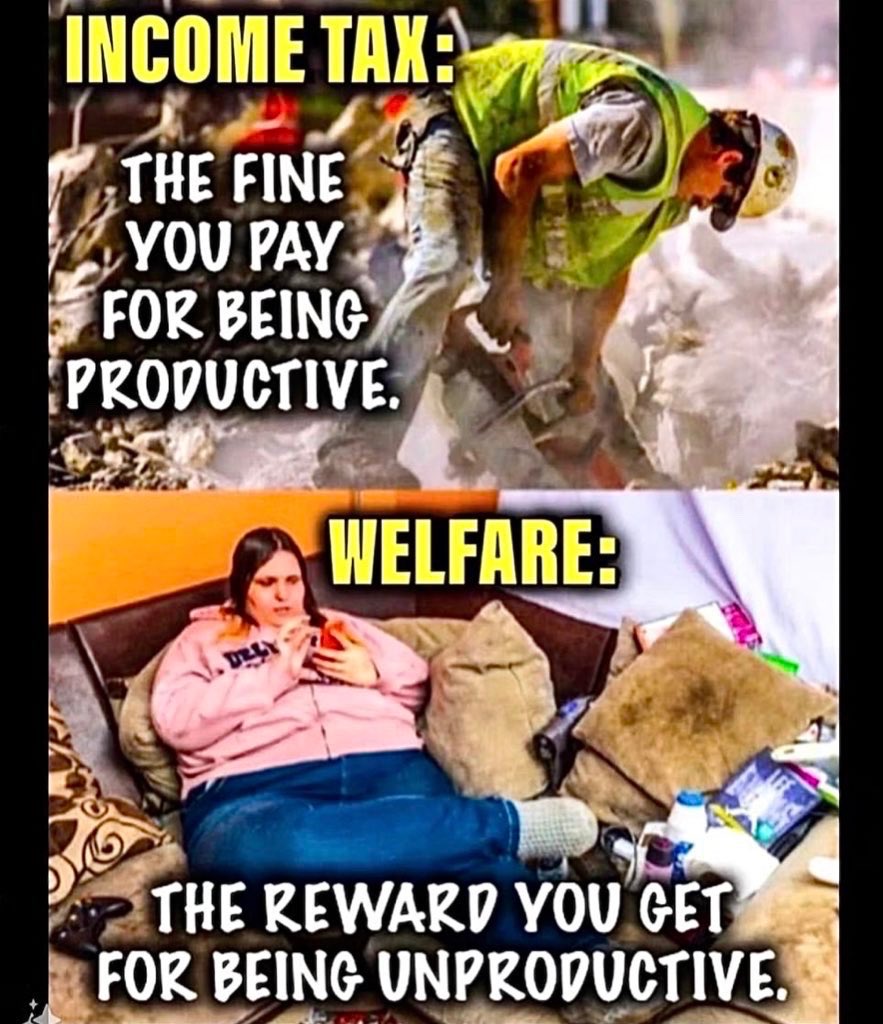 INCOME TAX:
THE FINE
YOU PAY
FOR BEING
PRODUCTIVE.
WELFARE:
THE REWARD YOU GET
FOR BEING UNPRODUCTIVE.